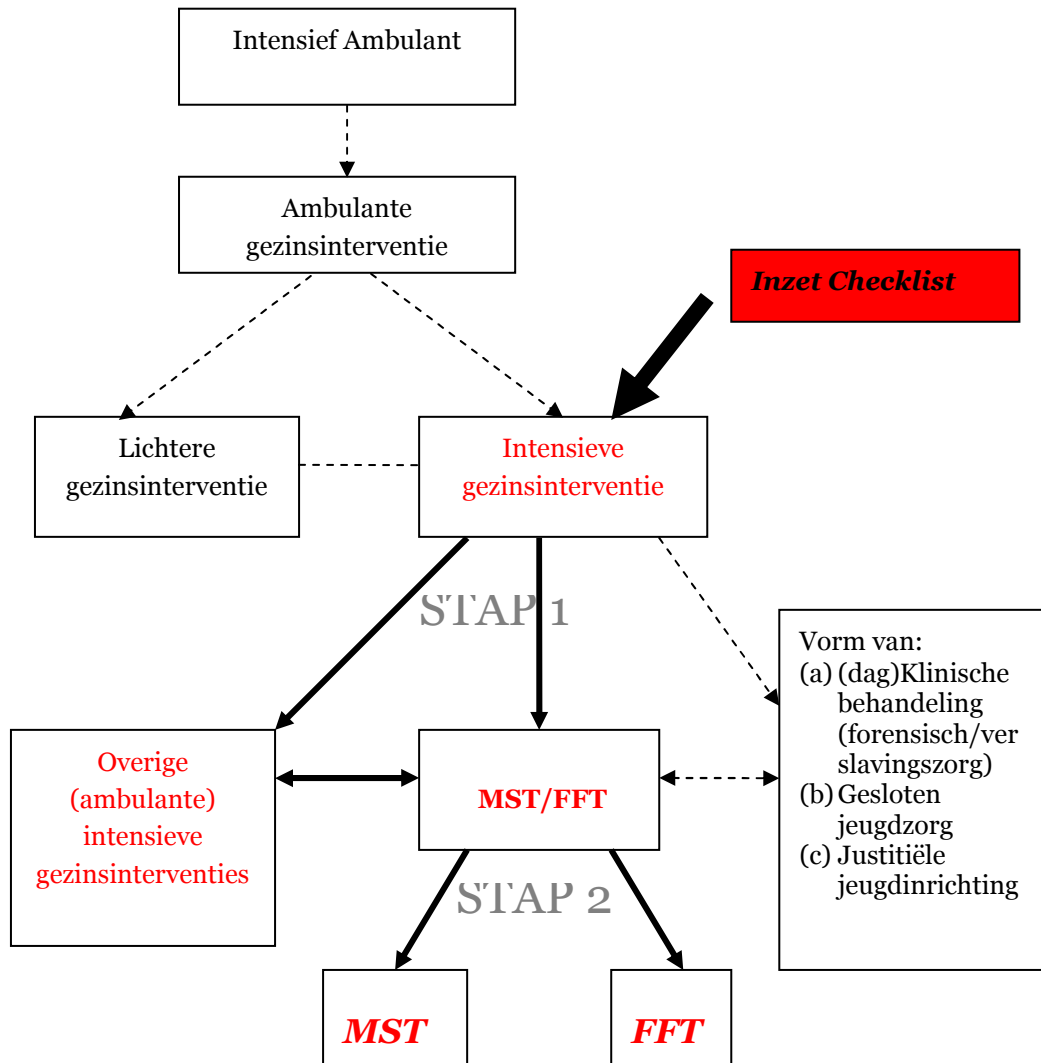 Intensief Ambulant
Ambulante
gezinsinterventie
Inzet Checklist
Lichtere
gezinsinterventie
Intensieve
gezinsinterventie
STAP 1
Overige
(ambulante)
intensieve
gezinsinterventies
MST/FFT
Vorm van:
(a) (dag)Klinische
behandeling
(forensisch/ver
slavingszorg)
(b) Gesloten
jeugdzorg
(c) Justitiële
jeugdinrichting
STAP 2
MST
FFT